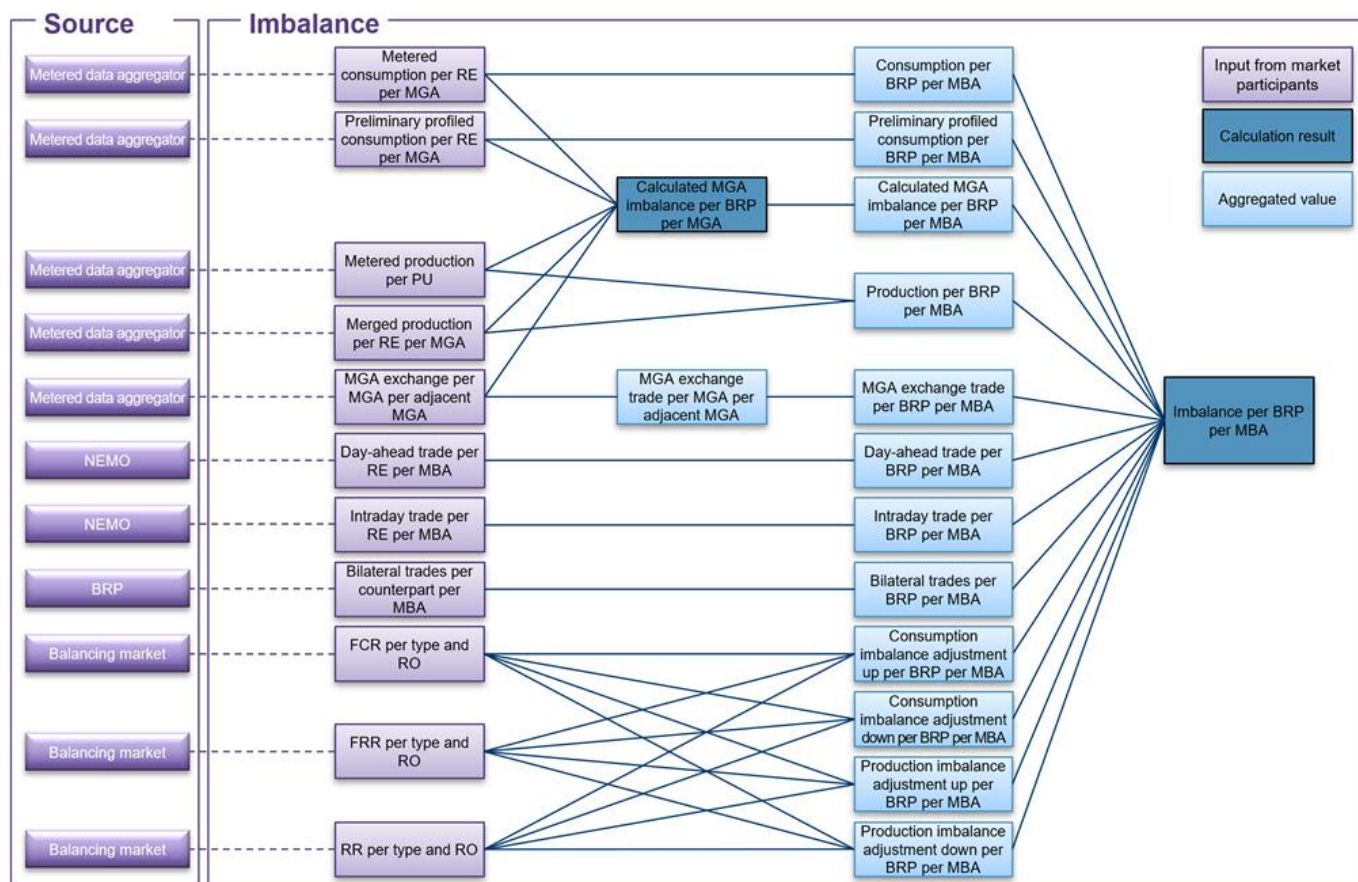 Source
Imbalance
Metered data aggregator
Metered
consumption per RE
per MGA
Consumption per
BRP per MBA
Input from market
participants
Metered data aggregator
Preliminary profiled
consumption per RE
per MGA
Preliminary profiled
consumption per
BRP per MBA
Calculation result
Calculated MGA
imbalance per BRP
per MGA
Calculated MGA
imbalance per BRP
per MBA
Aggregated value
Metered data aggregator
Metered production
per PU
Production per BRP
per MBA
Metered data aggregator
Merged production
per RE per MGA
Metered data aggregator
MGA exchange per
MGA per adjacent
MGA
MGA exchange
trade per MGA per
adjacent MGA
MGA exchange trade
per BRP per MBA
Imbalance per BRP
per MBA
NEMO
Day-ahead trade per
RE per MBA
Day-ahead trade per
BRP per MBA
NEMO
Intraday trade per
RE per MBA
Intraday trade per
BRP per MBA
BRP
Bilateral trades per
counterpart per
MBA
Bilateral trades per
BRP per MBA
Balancing market
FCR per type and
RO
Consumption
imbalance adjustment
up per BRP per MBA
Consumption
imbalance adjustment
down per BRP per MBA
Balancing market
FRR per type and
RO
Production imbalance
adjustment up per
BRP per MBA
Balancing market
RR per type and RO
Production imbalance
adjustment down per
BRP per MBA